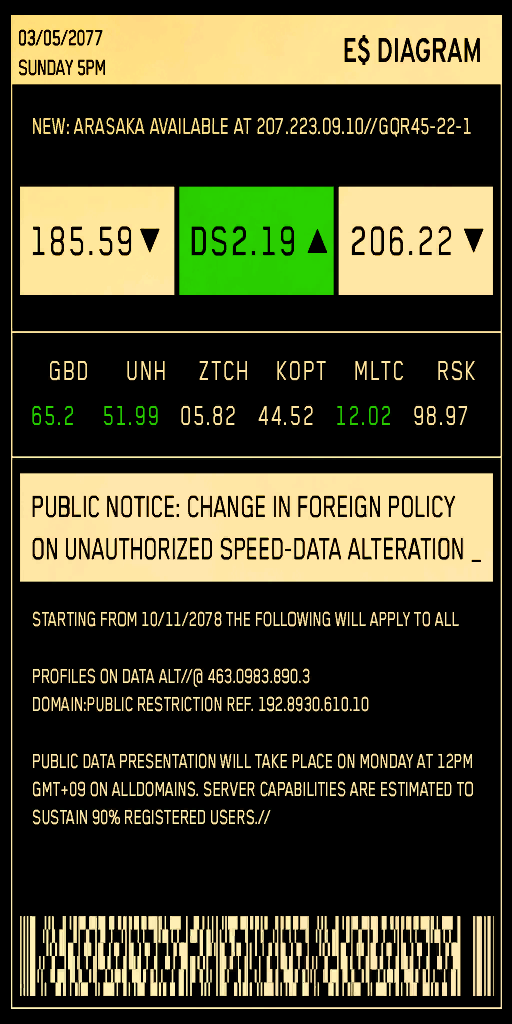 03/05/2077
SUNDAY 5PM
E$ DIAGRAM
NEW: ARASAKA AVAILABLE AT 207.223.09.10//GQR45-22-1
185.59▼ DS2.19 ▲ 206.22 ▼
GBD UNH ZTCH KOPT MLTC RSK
65.2 51.99 05.82 44.52 12.02 98.97
PUBLIC NOTICE: CHANGE IN FOREIGN POLICY
ON UNAUTHORIZED SPEED-DATA ALTERATION _
STARTING FROM 10/11/2078 THE FOLLOWING WILL APPLY TO ALL
PROFILES ON DATA ALT//@ 463.0983.890.3
DOMAIN:PUBLIC RESTRICTION REF. 192.8930.610.10
PUBLIC DATA PRESENTATION WILL TAKE PLACE ON MONDAY AT 12PM
GMT+09 ON ALLDOMAINS. SERVER CAPABILITIES ARE ESTIMATED TO
SUSTAIN 90% REGISTERED USERS.//